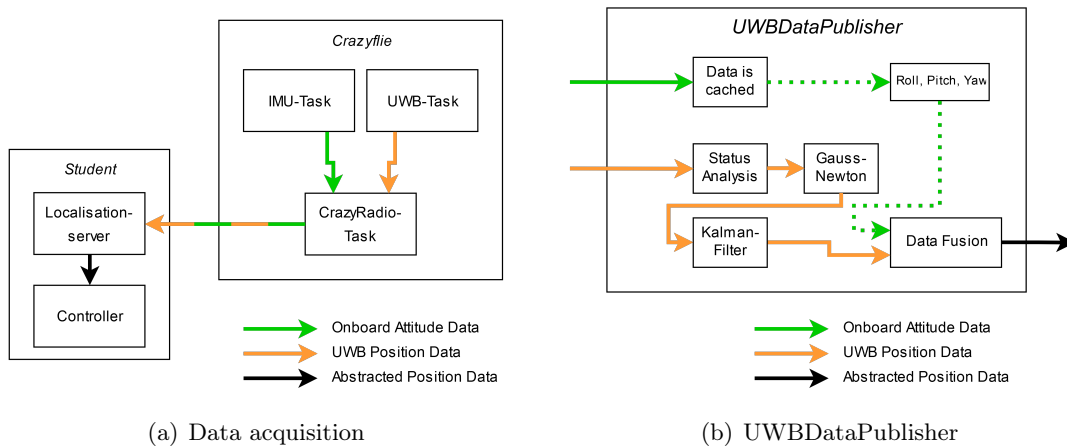 Crazyflie
IMU-Task
UWB-Task
Student
Localisation-
server
CrazyRadio-
Task
Controller
Onboard Attitude Data
UWB Position Data
Abstracted Position Data
(a) Data acquisition
UWBDataPublisher
Data is
cached
Roll, Pitch, Yaw
Status
Analysis
Gauss-
Newton
Kalman-
Filter
Data Fusion
Onboard Attitude Data
UWB Position Data
Abstracted Position Data
(b) UWBDataPublisher